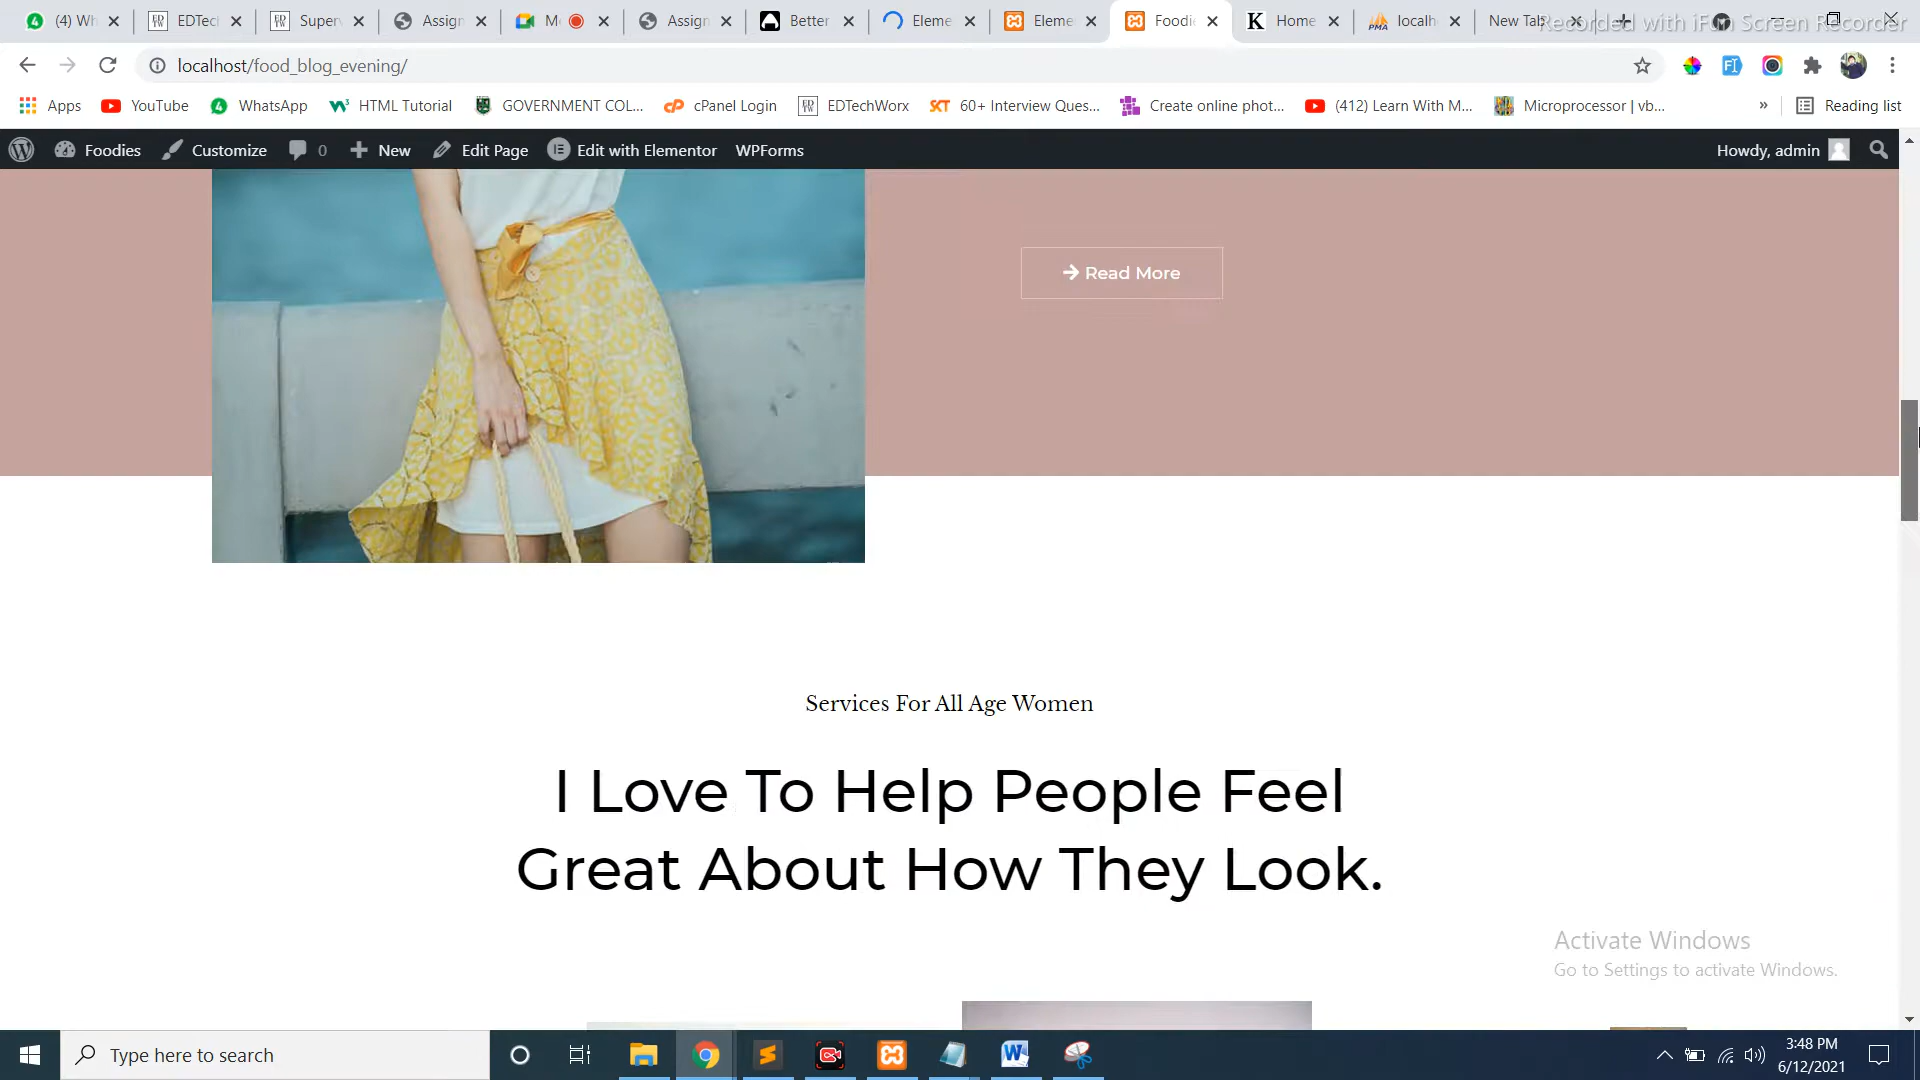 (4) Wh
EDTech
Superv
Assign
M
Assign
Better
Eleme
Eleme
Foodie
Home
localh
New Tab
Recorded with iFun Screen Recorder
localhost/food_blog_evening/
Apps
YouTube
WhatsApp
HTML Tutorial
GOVERNMENT COL...
cPanel Login
EDTechWorx
60+ Interview Ques...
Create online phot...
(412) Learn With M...
Microprocessor | vb...
»
Reading list
Foodies
Customize
0
New
Edit Page
Edit with Elementor
WPForms
Howdy, admin
Read More
Services For All Age Women
I Love To Help People Feel
Great About How They Look.
Activate Windows
Go to Settings to activate Windows.
Type here to search
3:48 PM
6/12/2021